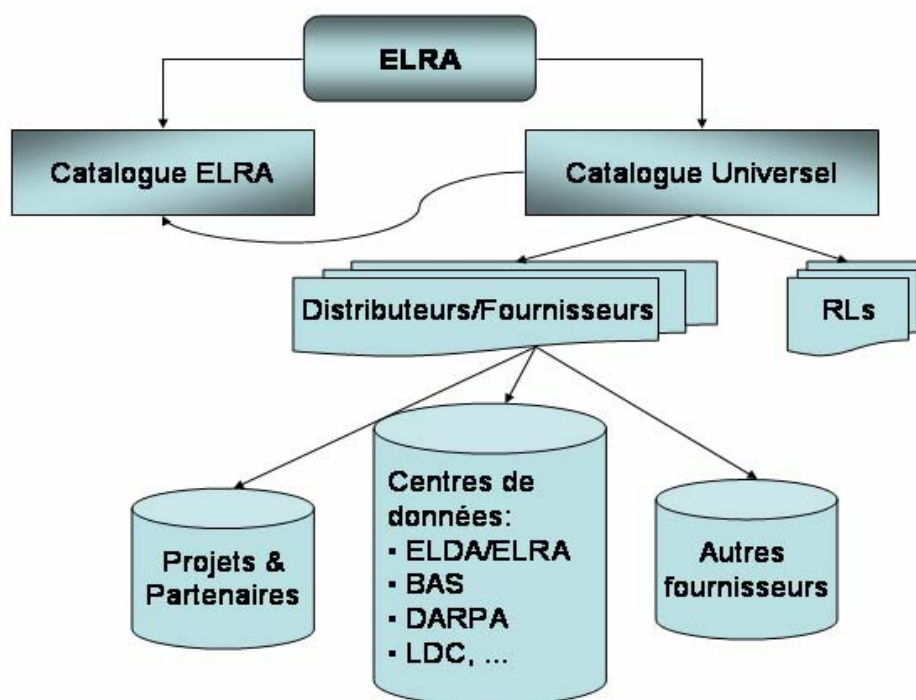 ELRA
Catalogue ELRA
Catalogue Universel
Distributeurs/Fournisseurs
RLs
Projets &
Partenaires
Centres de
données:
▪ ELDA/ELRA
▪ BAS
▪ DARPA
▪ LDC, ...
Autres
fournisseurs